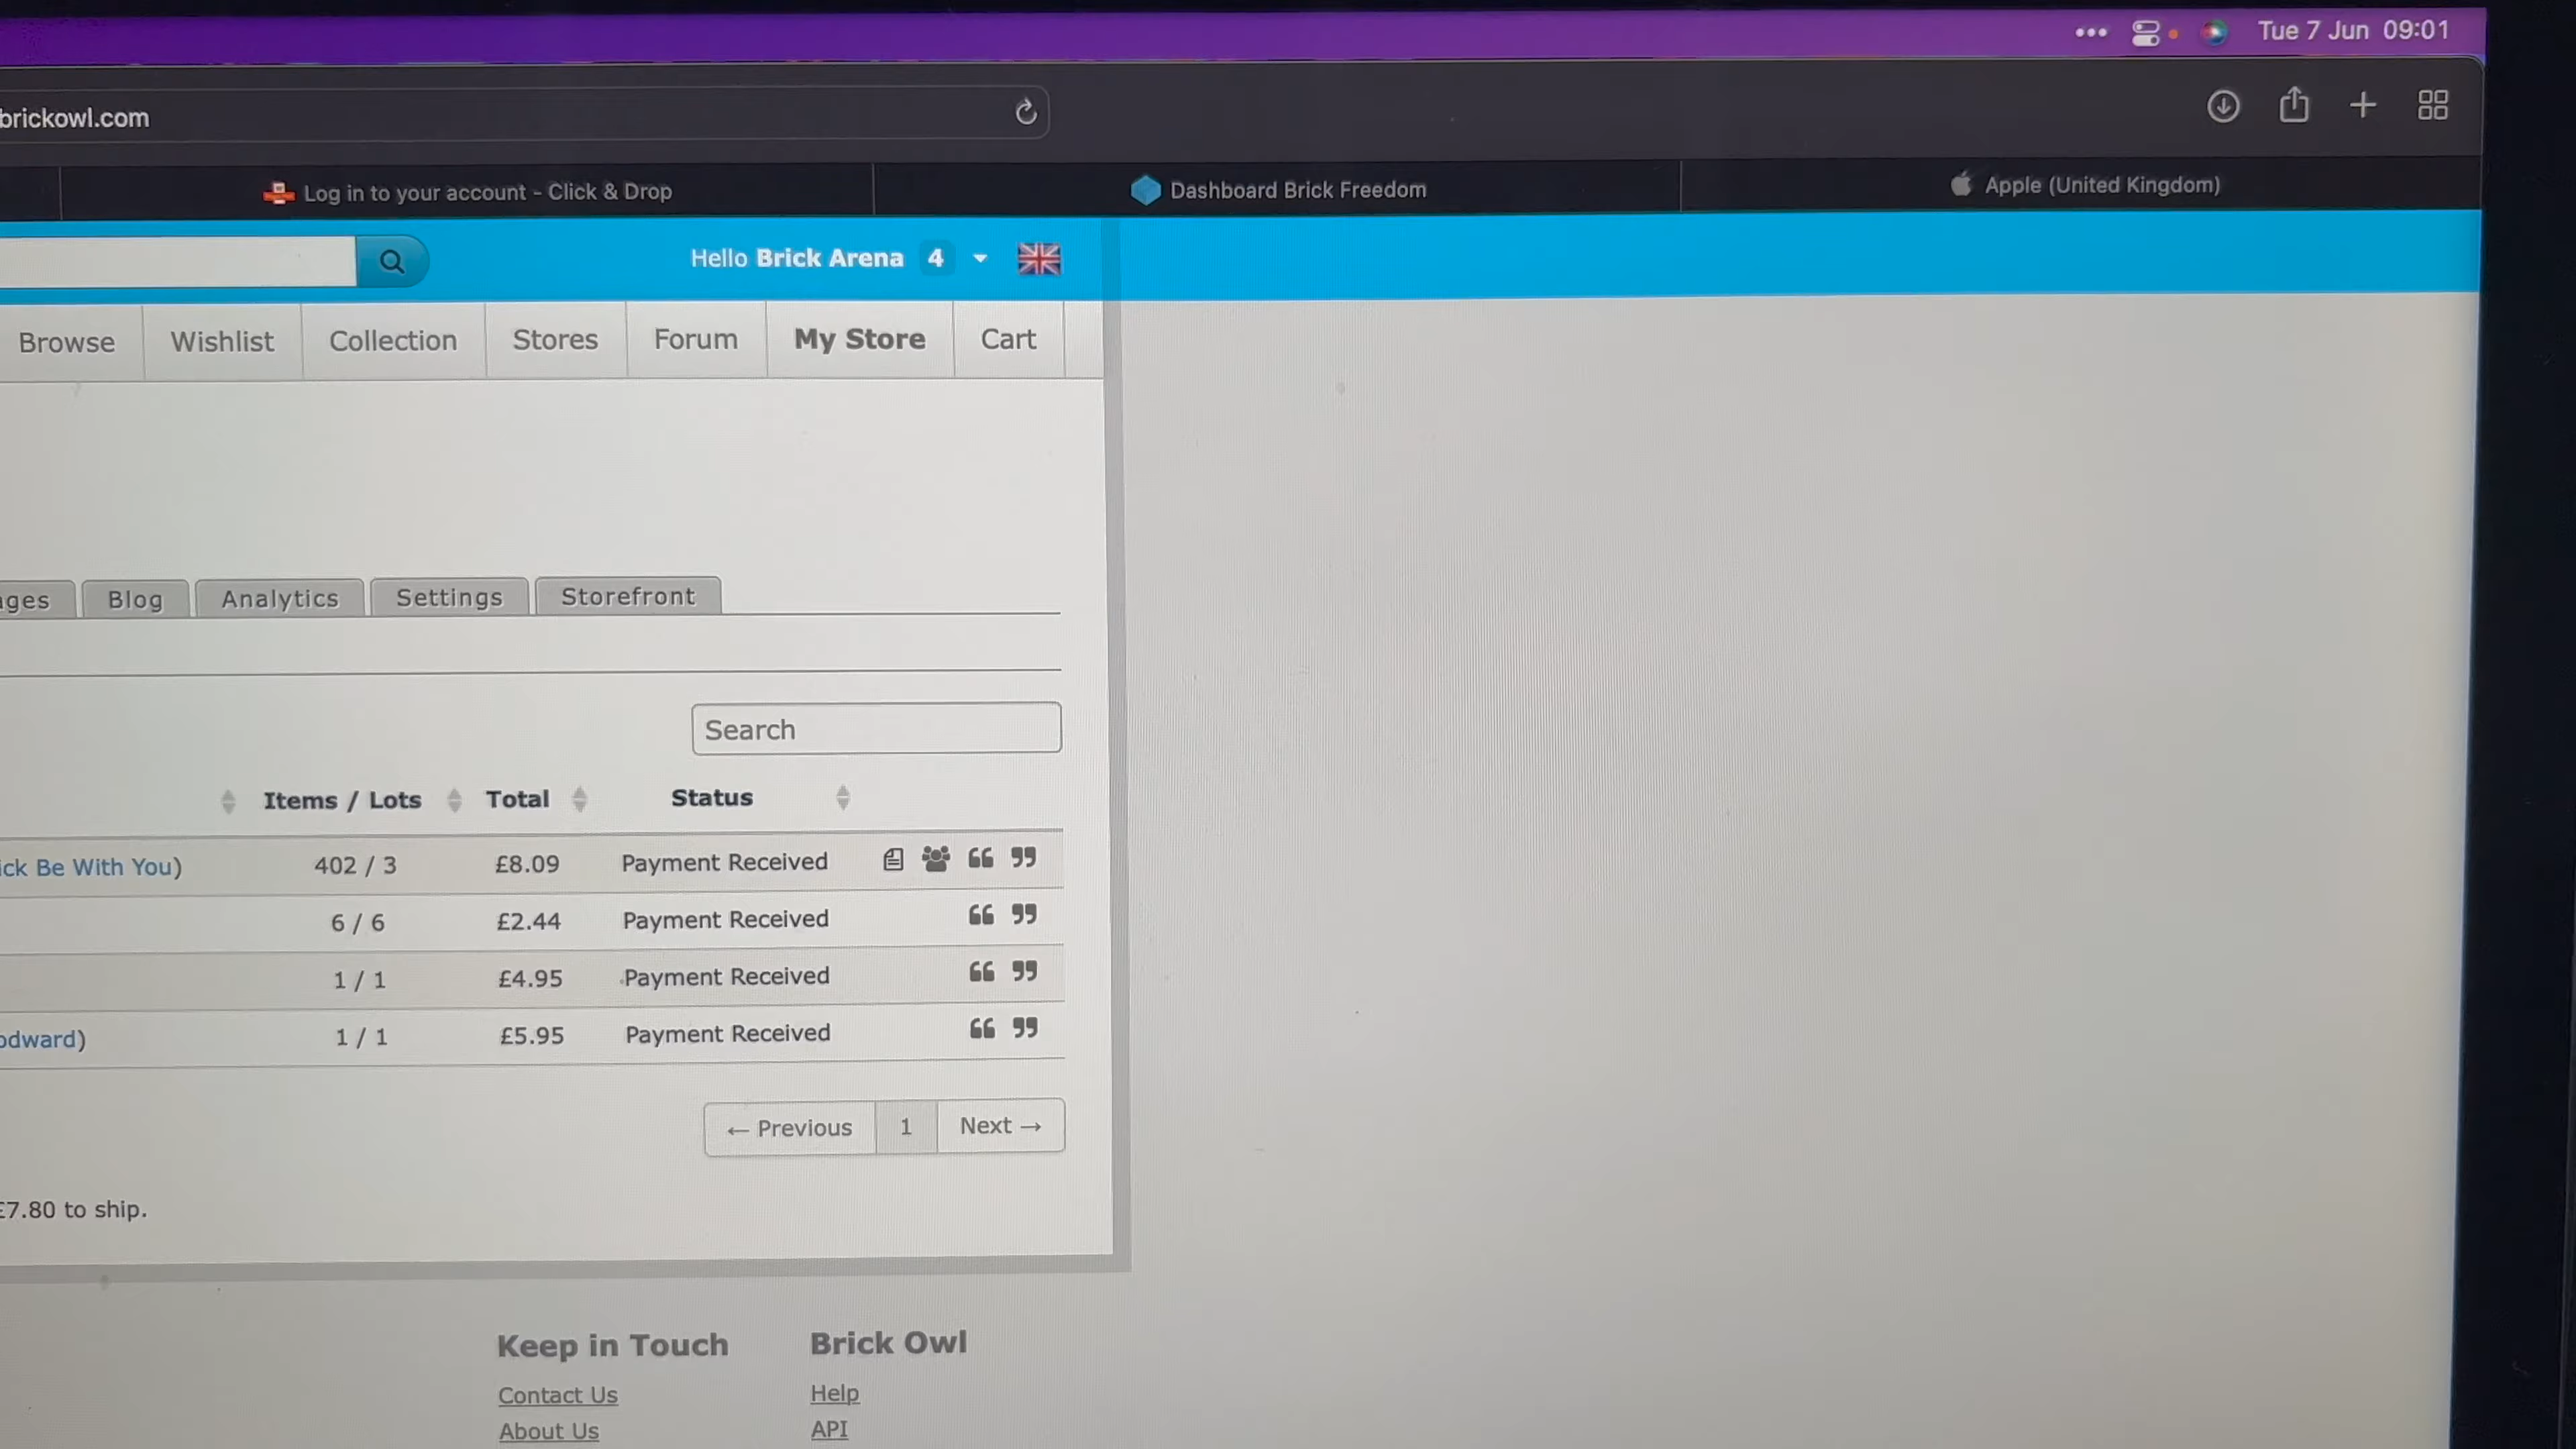 Tue 7 Jun 09:01
brickowl.com
Log in to your account – Click & Drop
Dashboard Brick Freedom
Apple (United Kingdom)
Hello Brick Arena 4
Browse Wishlist Collection Stores Forum My Store Cart
ges Blog Analytics Settings Storefront
Search
Items / Lots Total Status
ick Be With You) 402 / 3 £8.09 Payment Received
6 / 6 £2.44 Payment Received
1 / 1 £4.95 Payment Received
odward) 1 / 1 £5.95 Payment Received
← Previous 1 Next →
£7.80 to ship.
Keep in Touch Brick Owl
Contact Us Help
About Us API